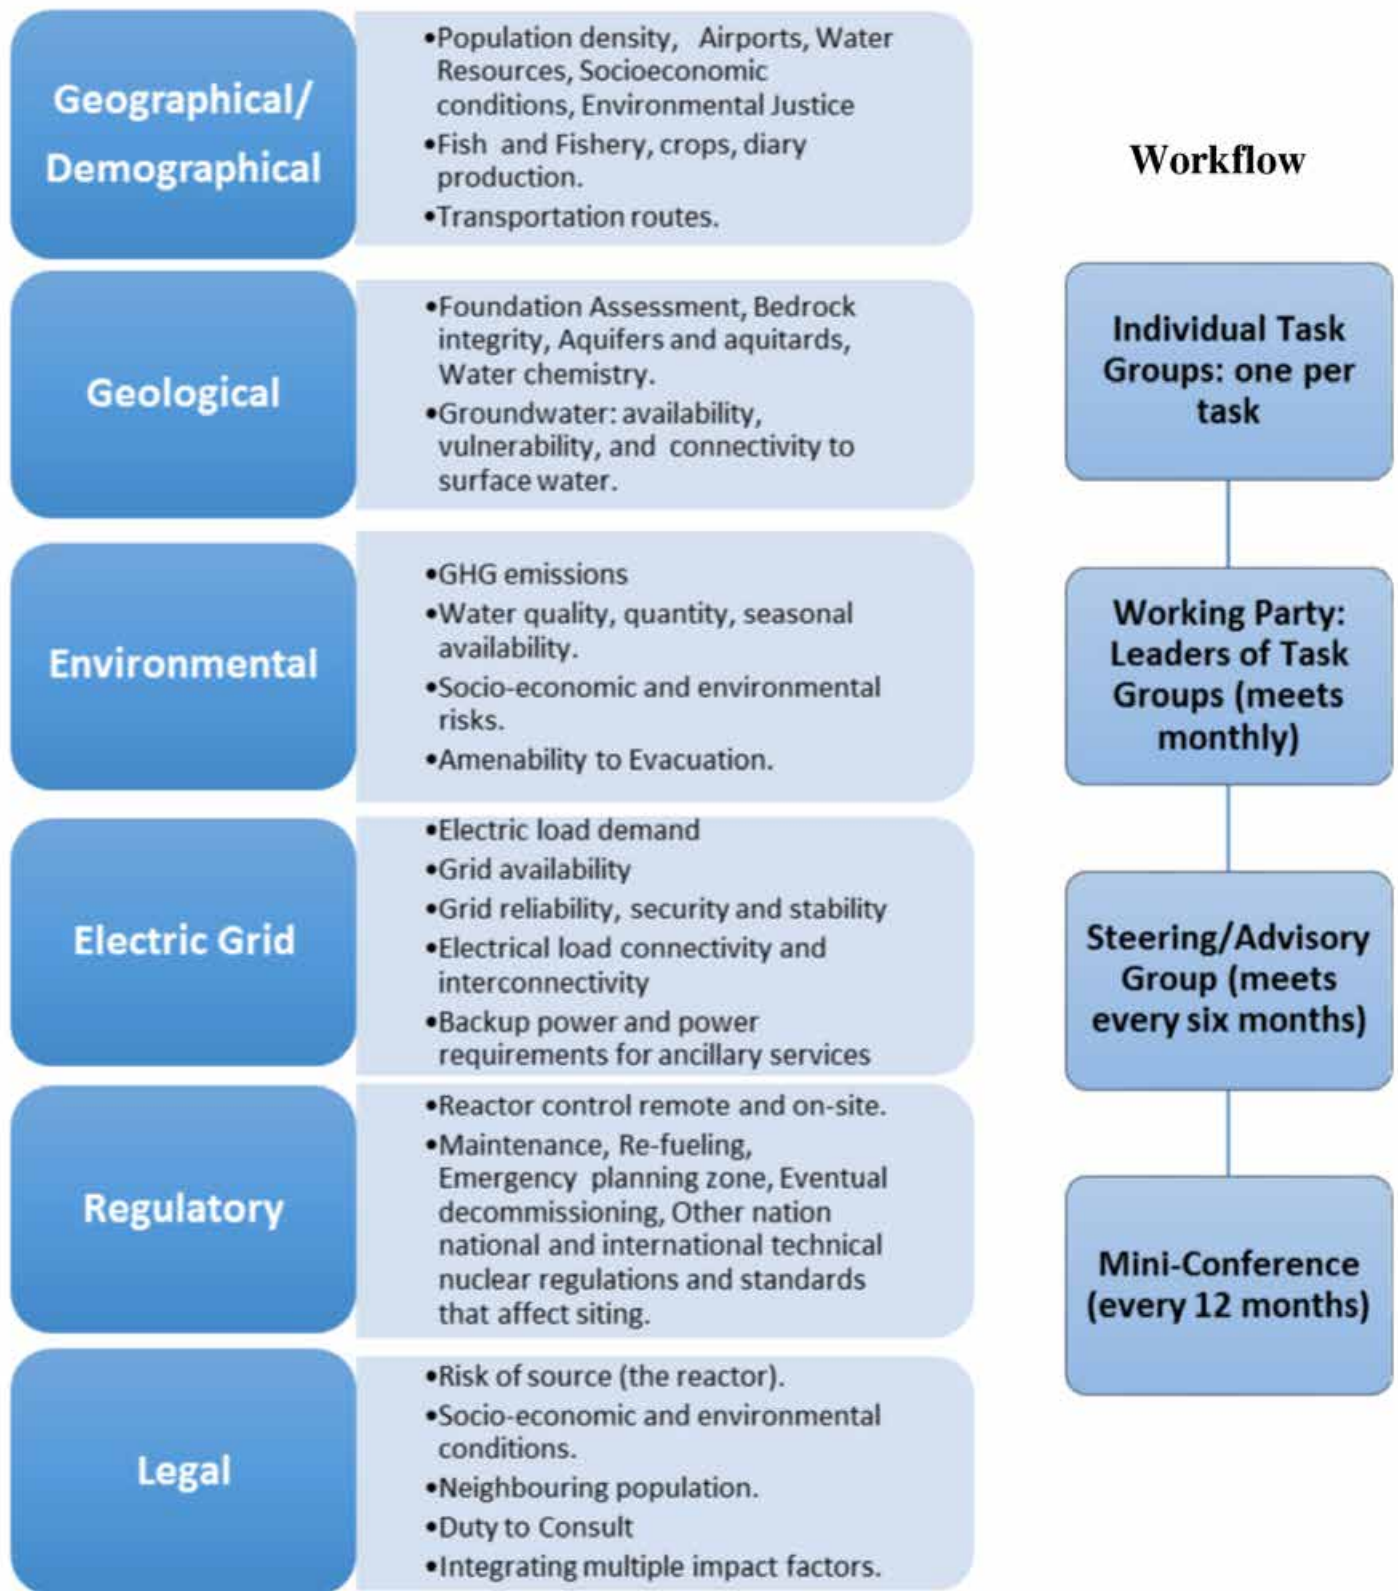 Geographical/
Demographical
•Population density, Airports, Water
Resources, Socioeconomic
conditions, Environmental Justice
•Fish and Fishery, crops, diary
production.
•Transportation routes.
Geological
•Foundation Assessment, Bedrock
integrity, Aquifers and aquitards,
Water chemistry.
•Groundwater: availability,
vulnerability, and connectivity to
surface water.
Environmental
•GHG emissions
•Water quality, quantity, seasonal
availability.
•Socio-economic and environmental
risks.
•Amenability to Evacuation.
Electric Grid
•Electric load demand
•Grid availability
•Grid reliability, security and stability
•Electrical load connectivity and
interconnectivity
•Backup power and power
requirements for ancillary services
Regulatory
•Reactor control remote and on-site.
•Maintenance, Re-fueling,
Emergency planning zone, Eventual
decommissioning, Other nation
national and international technical
nuclear regulations and standards
that affect siting.
Legal
•Risk of source (the reactor).
•Socio-economic and environmental
conditions.
•Neighbouring population.
•Duty to Consult
•Integrating multiple impact factors.
Workflow
Individual Task
Groups: one per
task
Working Party:
Leaders of Task
Groups (meets
monthly)
Steering/Advisory
Group (meets
every six months)
Mini-Conference
(every 12 months)